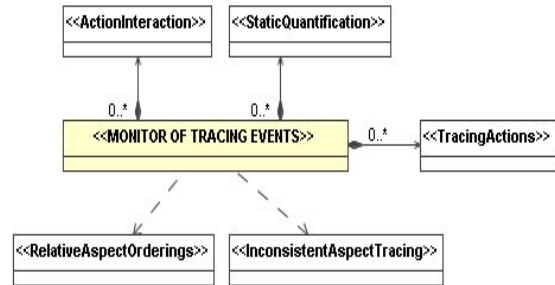 <<ActionInteraction>>
<<StaticQuantification>>
0..*
0..*
<<MONITOR OF TRACING EVENTS>>
0..*
<<TracingActions>>
<<RelativeAspectOrderings>>
<<InconsistentAspectTracing>>